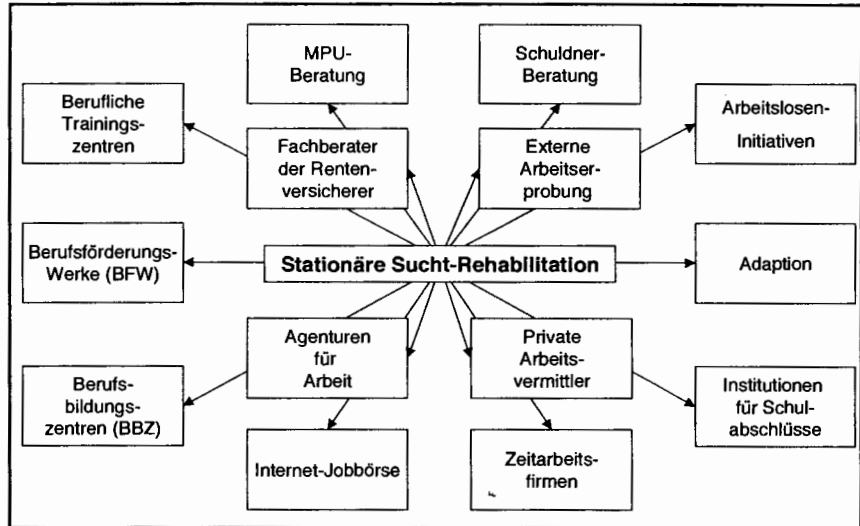 MPU-
Beratung
Schuldner-
Beratung
Berufliche
Trainings-
zentren
Arbeitslosen-
Initiativen
Fachberater
der Renten-
versicherer
Externe
Arbeitser-
probung
Berufsförderungs-
Werke (BFW)
Stationäre Sucht-Rehabilitation
Adaption
Agenturen
für
Arbeit
Private
Arbeits-
vermittler
Berufs-
bildungs-
zentren (BBZ)
Institutionen
für Schul-
abschlüsse
Internet-Jobbörse
Zeitarbeits-
firmen